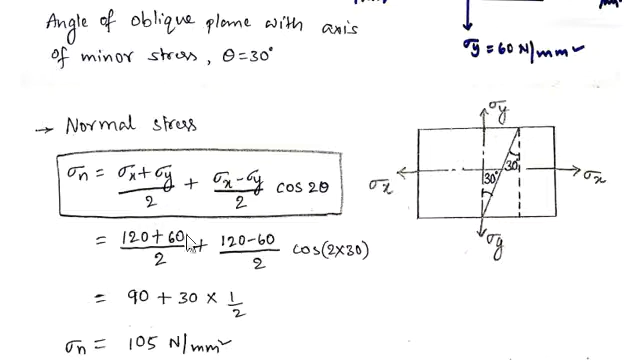 Angle of oblique plane with axis
of minor stress, θ=30°
σy = 60 N/mm²
→ Normal stress
σn = (σx + σy)/2 + (σx - σy)/2 cos 2θ
= (120+60)/2 + (120-60)/2 cos(2×30)
= 90 + 30 × 1/2
σn = 105 N/mm²
σy
30°
30°
σx
σx
σy